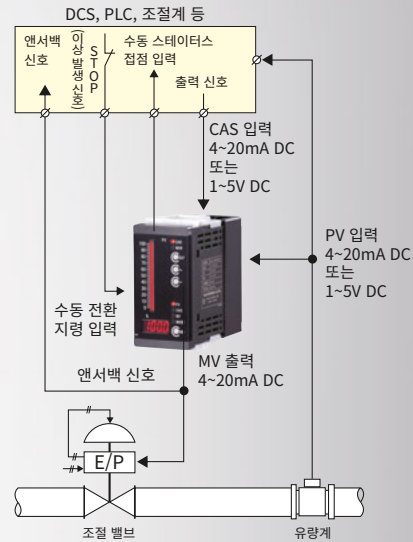 DCS, PLC, 조절계 등
앤서백
신호
(이상 발생 신호)
STOP
수동 스테이터스
접점 입력
출력 신호
CAS 입력
4~20mA DC
또는
1~5V DC
PV 입력
4~20mA DC
또는
1~5V DC
수동 전환
지령 입력
MV 출력
4~20mA DC
앤서백 신호
E/P
조절 밸브
유량계